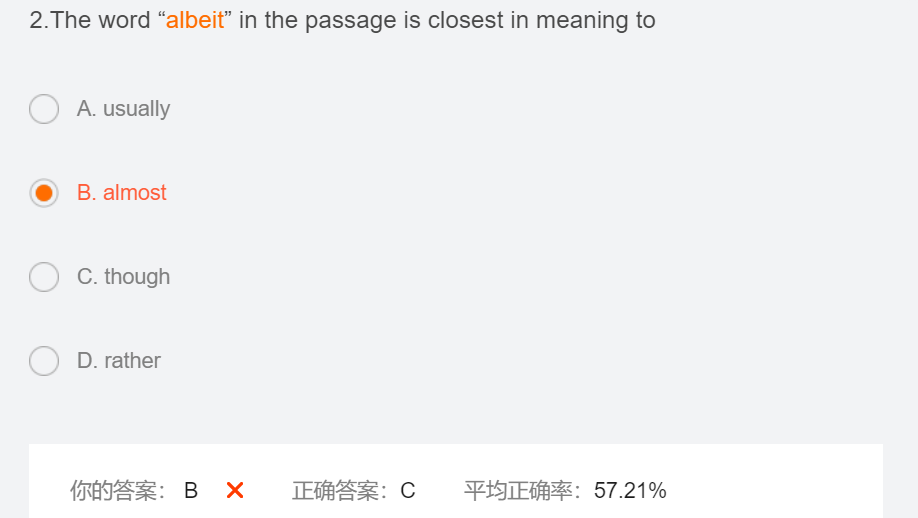 2.The word “albeit” in the passage is closest in meaning to
A. usually
B. almost
C. though
D. rather
你的答案： B 正确答案：C 平均正确率：57.21%